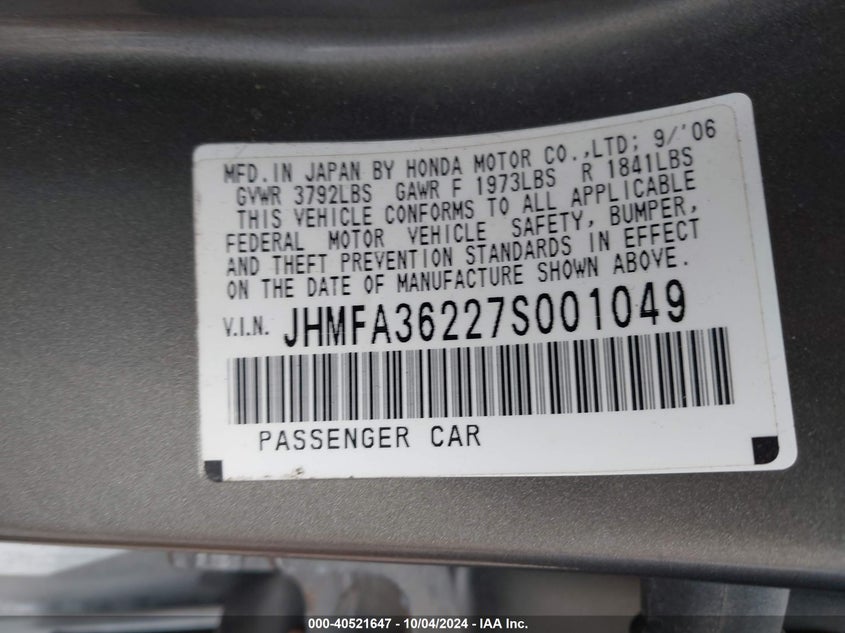 MFD.IN JAPAN BY HONDA MOTOR CO.,LTD; 9/'06
GVWR 3792LBS GAWR F 1973LBS R 1841LBS
THIS VEHICLE CONFORMS TO ALL APPLICABLE
FEDERAL MOTOR VEHICLE SAFETY, BUMPER,
AND THEFT PREVENTION STANDARDS IN EFFECT
ON THE DATE OF MANUFACTURE SHOWN ABOVE.
V.I.N. JHMFA36227S001049
PASSENGER CAR
000-40521647 - 10/04/2024 - IAA Inc.